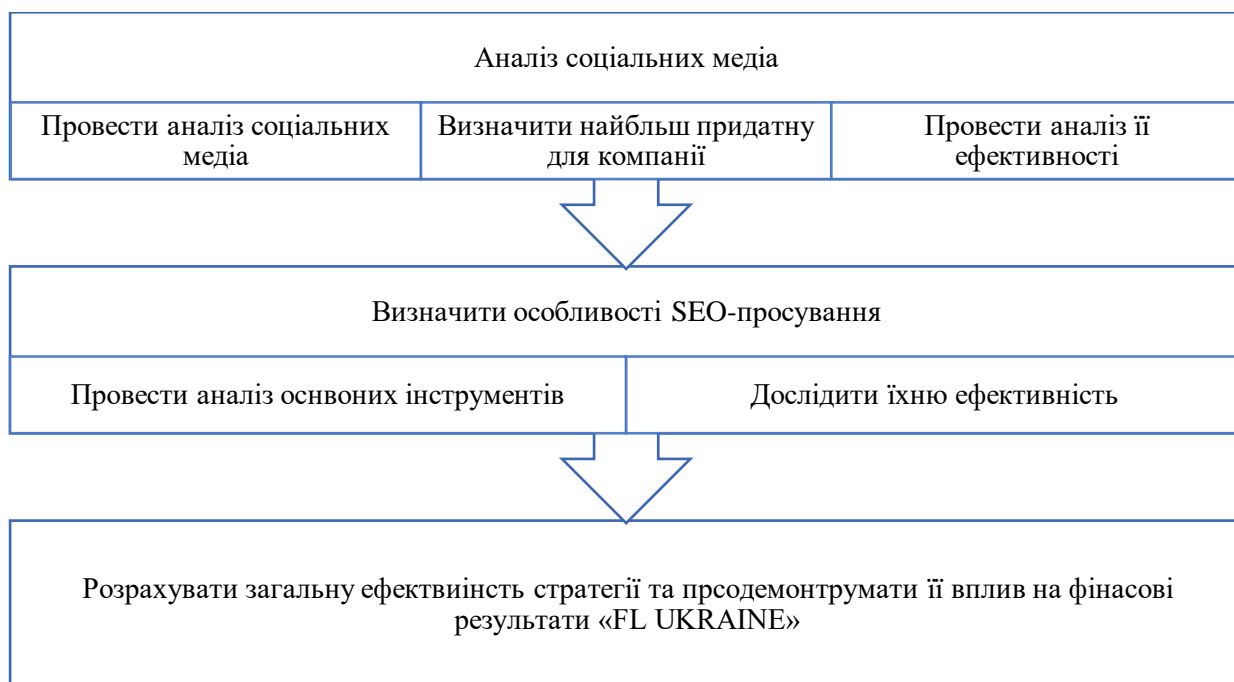 Аналіз соціальних медіа
Провести аналіз соціальних
медіа
Визначити найбльш придатну
для компанії
Провести аналіз її
ефективності
Визначити особливості SEO-просування
Провести аналіз оснвоних інструментів
Дослідити їхню ефективність
Розрахувати загальну ефектвиінсть стратегії та прсодемонтрумати її вплив на фінасові
результати «FL UKRAINE»